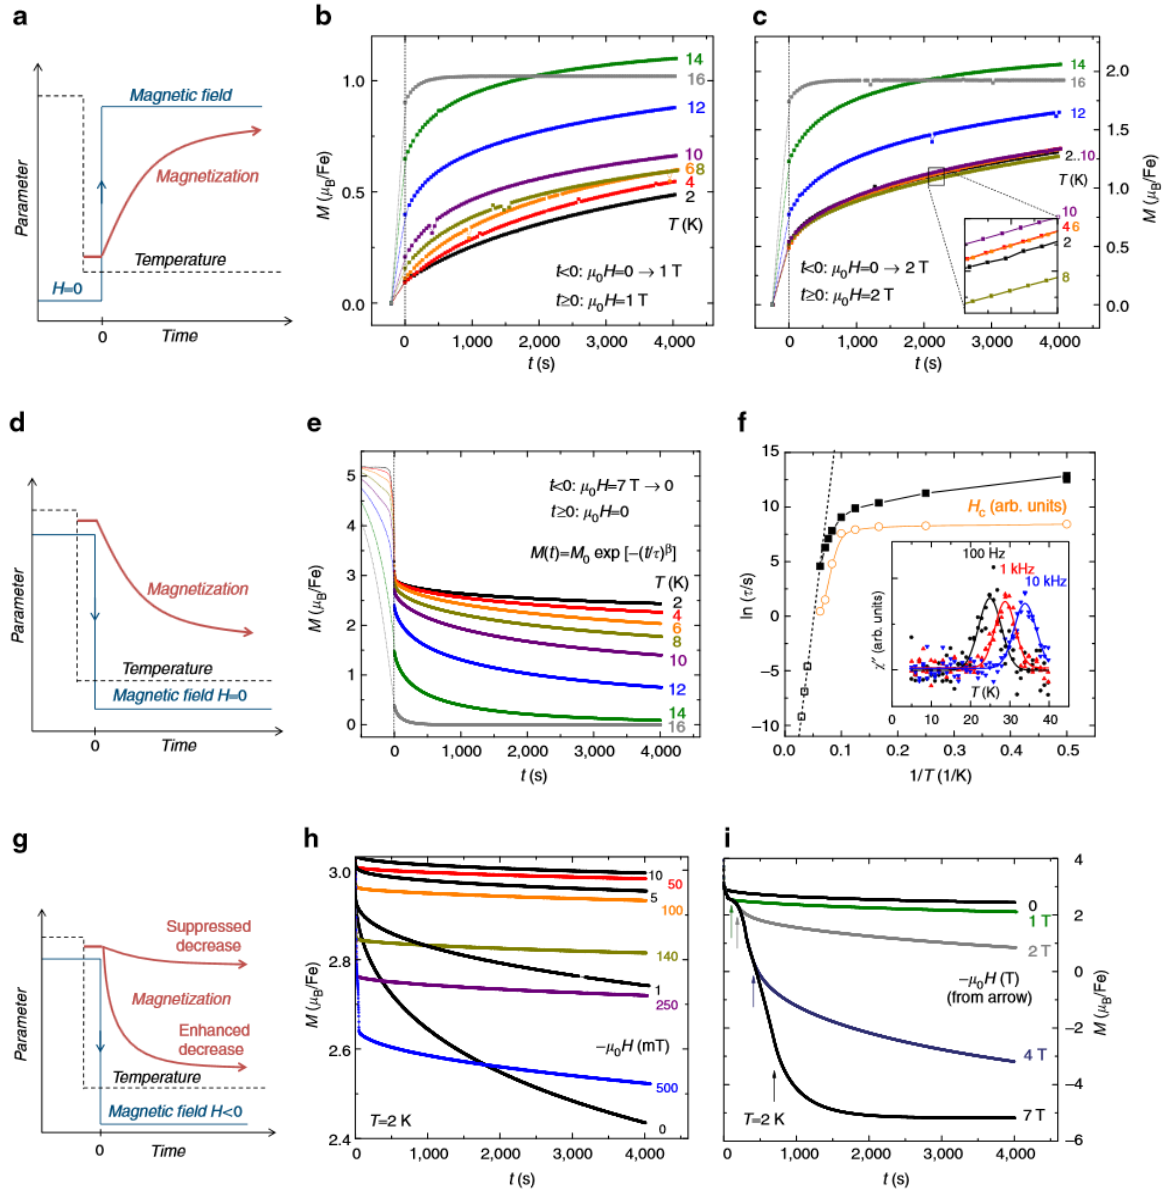 a
Parameter
Magnetic field
Magnetization
Temperature
H=0
0
Time
b
M (μB/Fe)
1.0
0.5
0.0
14
16
12
10
68
4
2
T (K)
t<0: μ0H=0 → 1 T
t≥0: μ0H=1 T
0
1,000
2,000
3,000
4,000
t (s)
c
14
16
12
2..10
T (K)
10
4 6
2
8
t<0: μ0H=0 → 2 T
t≥0: μ0H=2 T
2.0
1.5
1.0
0.5
0.0
M (μB/Fe)
0
1,000
2,000
3,000
4,000
t (s)
d
Parameter
Magnetization
Temperature
Magnetic field H=0
0
Time
e
M (μB/Fe)
5
4
3
2
1
0
t<0: μ0H=7 T → 0
t≥0: μ0H=0
M(t)=M0 exp [−(t/τ)β]
T (K)
2
4
6
8
10
12
14
16
0
1,000
2,000
3,000
4,000
t (s)
f
ln (τ/s)
15
10
5
0
−5
−10
Hc (arb. units)
100 Hz
1 kHz
10 kHz
χ″ (arb. units)
T (K)
0
10
20
30
40
0.0
0.1
0.2
0.3
0.4
0.5
1/T (1/K)
g
Parameter
Suppressed
decrease
Magnetization
Enhanced
decrease
Temperature
Magnetic field H<0
0
Time
h
M (μB/Fe)
3.0
2.8
2.6
2.4
10
50
5
100
140
1
250
−μ0H (mT)
500
0
T=2 K
0
1,000
2,000
3,000
4,000
t (s)
i
0
1 T
2 T
−μ0H (T)
(from arrow)
4 T
7 T
T=2 K
4
2
0
−2
−4
−6
M (μB/Fe)
0
1,000
2,000
3,000
4,000
t (s)